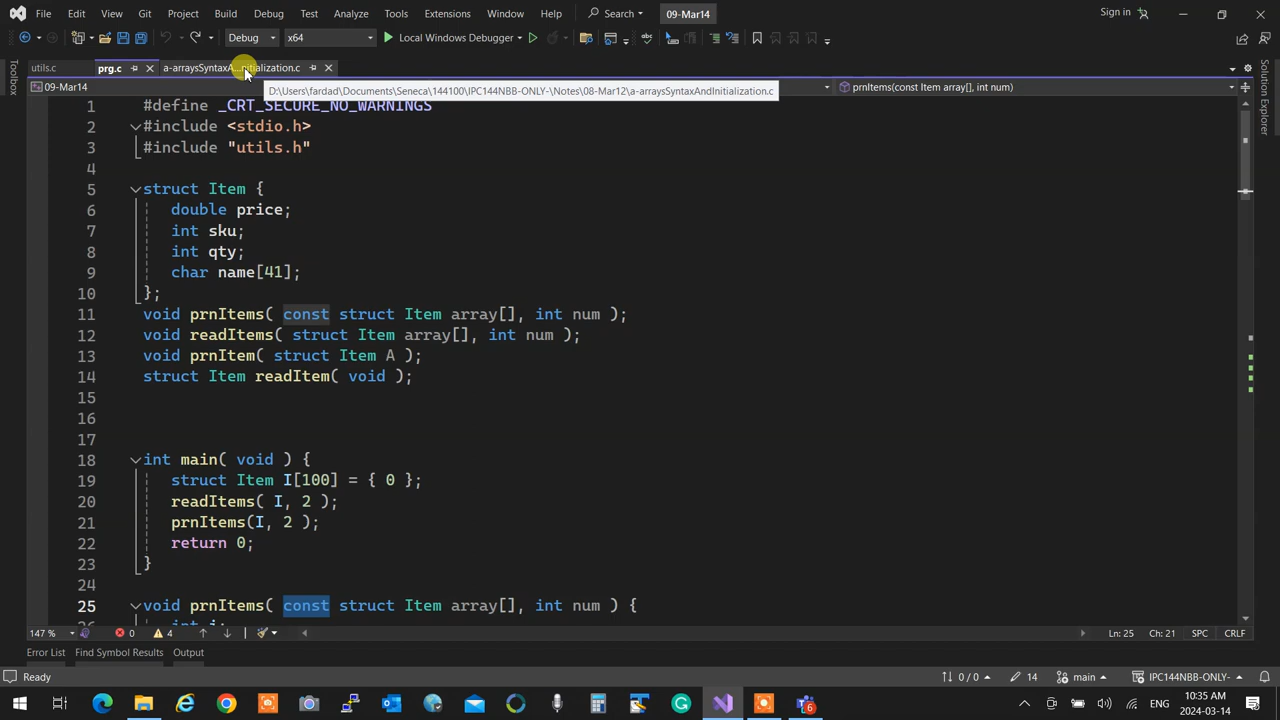 File Edit View Git Project Build Debug Test Analyze Tools Extensions Window Help Search 09-Mar14 Sign in
Debug x64 Local Windows Debugger
utils.c prg.c a-arraysSyntaxA...nitialization.c
D:\Users\fardad\Documents\Seneca\144100\IPC144NBB-ONLY-\Notes\08-Mar12\a-arraysSyntaxAndInitialization.c
09-Mar14 prnItems(const Item array[], int num)
Toolbox
Solution Explorer
1 #define _CRT_SECURE_NO_WARNINGS
2 #include <stdio.h>
3 #include "utils.h"
4
5 struct Item {
6 double price;
7 int sku;
8 int qty;
9 char name[41];
10 };
11 void prnItems( const struct Item array[], int num );
12 void readItems( struct Item array[], int num );
13 void prnItem( struct Item A );
14 struct Item readItem( void );
15
16
17
18 int main( void ) {
19 struct Item I[100] = { 0 };
20 readItems( I, 2 );
21 prnItems(I, 2 );
22 return 0;
23 }
24
25 void prnItems( const struct Item array[], int num ) {
26 int i;
147 % 0 4 Ln: 25 Ch: 21 SPC CRLF
Error List Find Symbol Results Output
Ready 0 / 0 14 main IPC144NBB-ONLY-
6 ENG 10:35 AM
2024-03-14